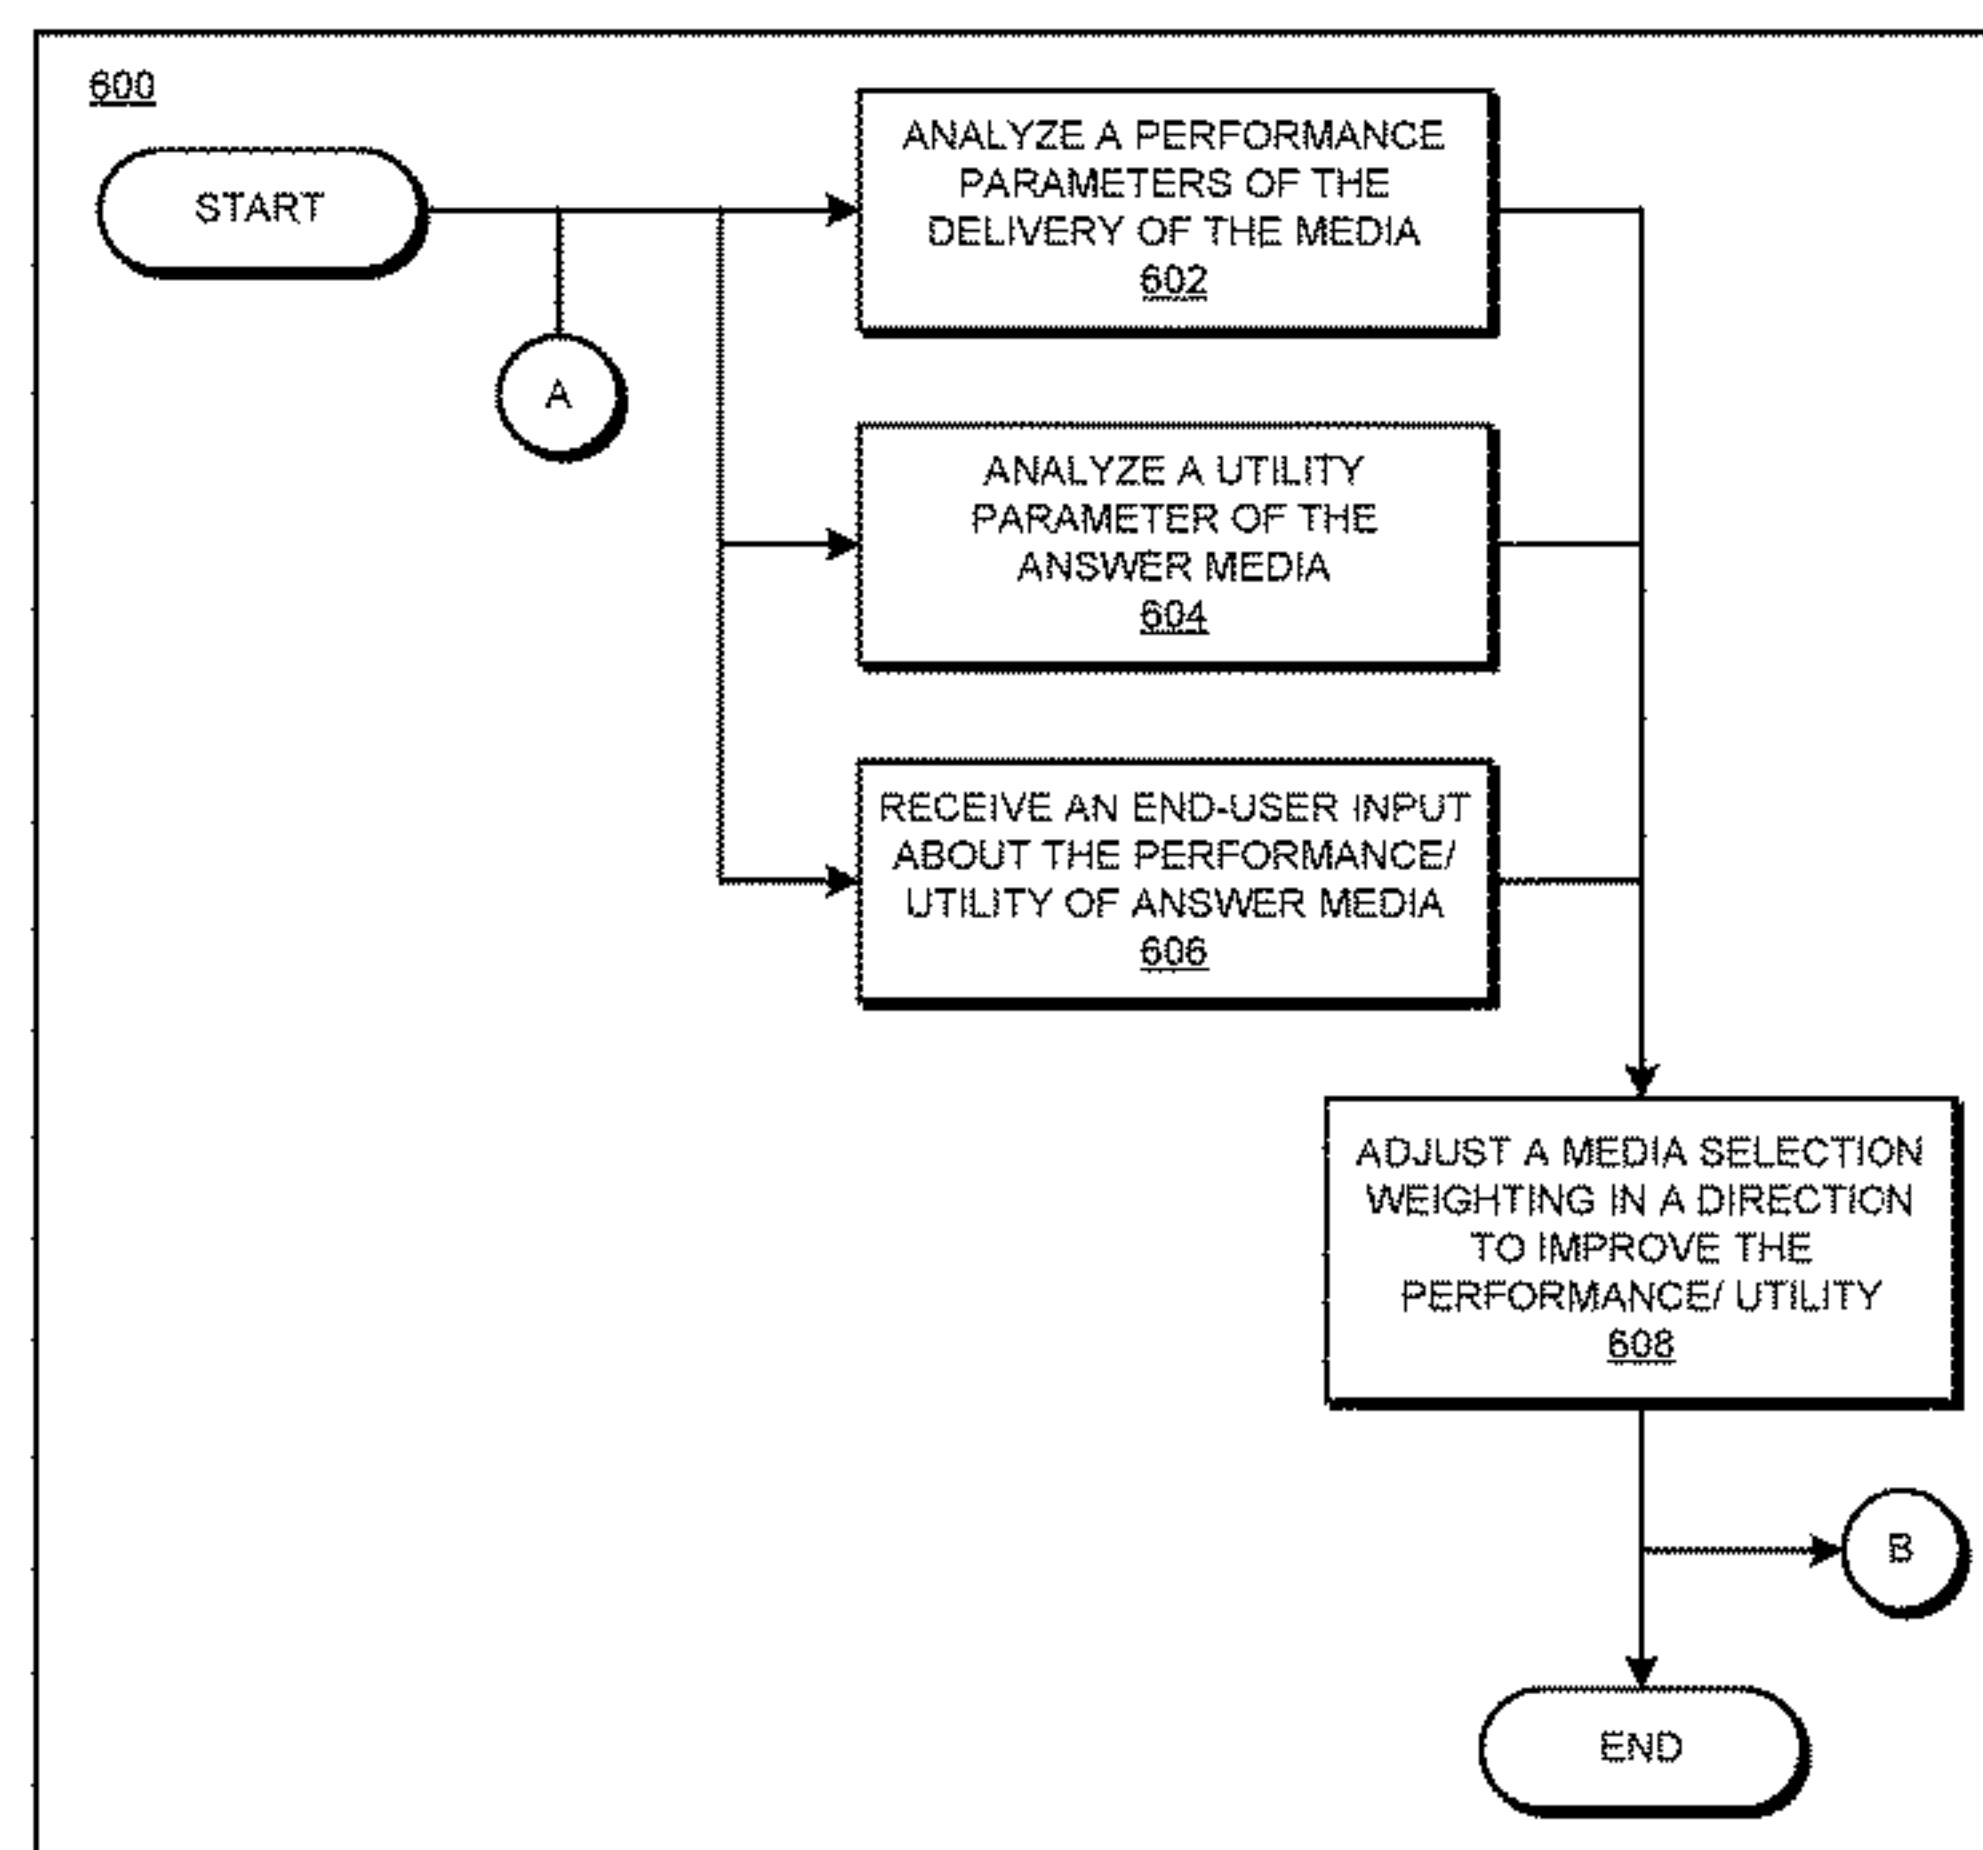 600
START
A
ANALYZE A PERFORMANCE
PARAMETERS OF THE
DELIVERY OF THE MEDIA
602
ANALYZE A UTILITY
PARAMETER OF THE
ANSWER MEDIA
604
RECEIVE AN END-USER INPUT
ABOUT THE PERFORMANCE/
UTILITY OF ANSWER MEDIA
606
ADJUST A MEDIA SELECTION
WEIGHTING IN A DIRECTION
TO IMPROVE THE
PERFORMANCE/ UTILITY
608
B
END